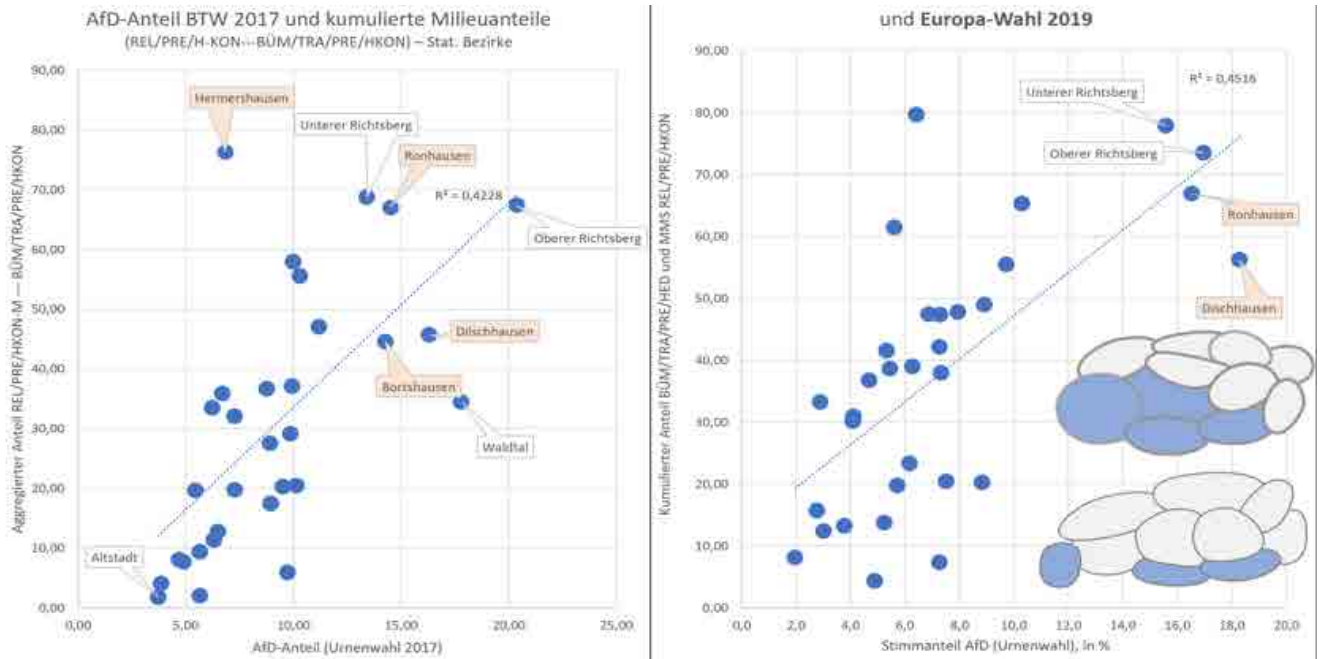 AfD-Anteil BTW 2017 und kumulierte Milieuanteile
(REL/PRE/H-KON---BÜM/TRA/PRE/HKON) – Stat. Bezirke
Aggregierter Anteil REL/PRE/HKON-M — BÜM/TRA/PRE/HKON
90,00
80,00
70,00
60,00
50,00
40,00
30,00
20,00
10,00
0,00
Hermershausen
Unterer Richtsberg
Ronhausen
R² = 0,4228
Oberer Richtsberg
Dilschhausen
Bortshausen
Waldtal
Altstadt
0,00 5,00 10,00 15,00 20,00 25,00
AfD-Anteil (Urnenwahl 2017)
und Europa-Wahl 2019
Kumulierter Anteil BÜM/TRA/PRE/HED und MMS REL/PRE/HKON
90,00
80,00
70,00
60,00
50,00
40,00
30,00
20,00
10,00
0,00
R² = 0,4516
Unterer Richtsberg
Oberer Richtsberg
Ronhausen
Dischhausen
0,0 2,0 4,0 6,0 8,0 10,0 12,0 14,0 16,0 18,0 20,0
Stimmanteil AfD (Urnenwahl), in %